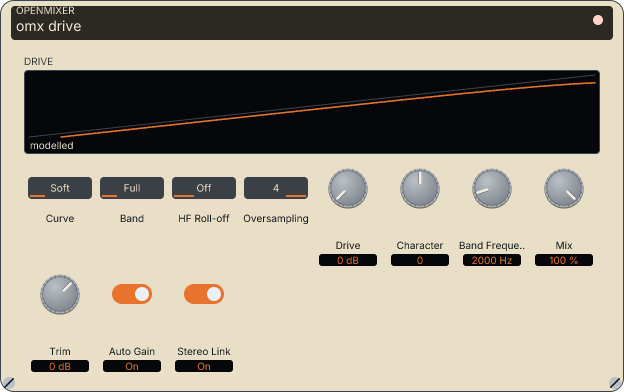 OPENMIXER
omx drive
DRIVE
modelled
Soft
Full
Off
4
Curve
Band
HF Roll-off
Oversampling
Drive
Character
Band Freque..
Mix
0 dB
0
2000 Hz
100 %
Trim
Auto Gain
Stereo Link
0 dB
On
On